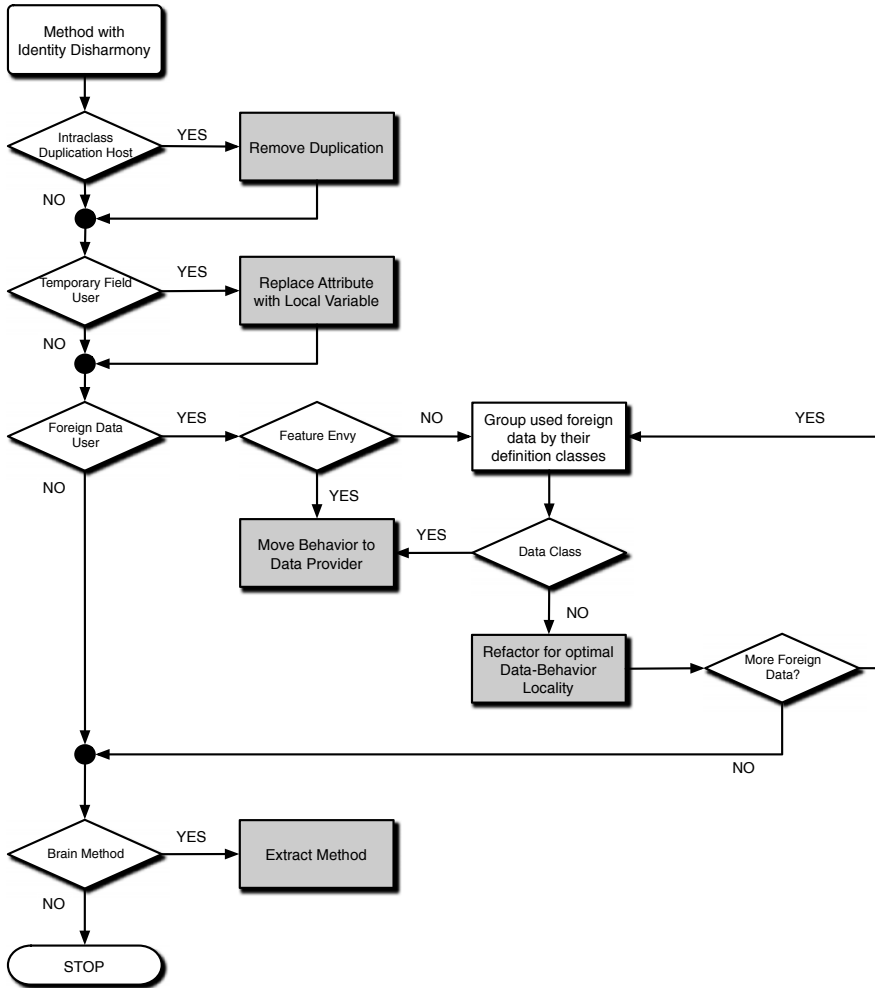 Method with
Identity Disharmony
Intraclass
Duplication Host
YES
Remove Duplication
NO
Temporary Field
User
YES
Replace Attribute
with Local Variable
NO
Foreign Data
User
YES
Feature Envy
NO
Group used foreign
data by their
definition classes
YES
NO
YES
Move Behavior to
Data Provider
YES
Data Class
NO
Refactor for optimal
Data-Behavior
Locality
More Foreign
Data?
NO
Brain Method
YES
Extract Method
NO
STOP